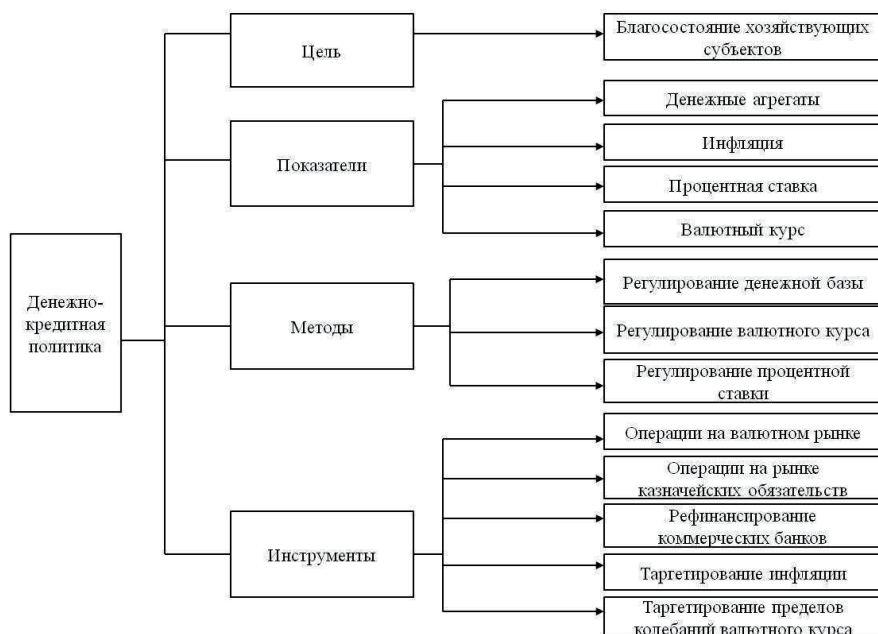 Денежно-
кредитная
политика
Цель
Благосостояние хозяйствующих
субъектов
Показатели
Денежные агрегаты
Инфляция
Процентная ставка
Валютный курс
Методы
Регулирование денежной базы
Регулирование валютного курса
Регулирование процентной
ставки
Инструменты
Операции на валютном рынке
Операции на рынке
казначейских обязательств
Рефинансирование
коммерческих банков
Таргетирование инфляции
Таргетирование пределов
колебаний валютного курса